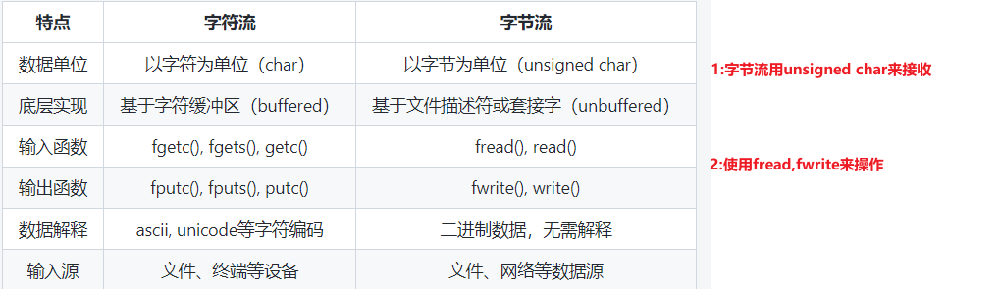 特点 字符流 字节流
数据单位 以字符为单位（char） 以字节为单位（unsigned char）
1:字节流用unsigned char来接收
底层实现 基于字符缓冲区（buffered） 基于文件描述符或套接字（unbuffered）
输入函数 fgetc(), fgets(), getc() fread(), read()
2:使用fread,fwrite来操作
输出函数 fputc(), fputs(), putc() fwrite(), write()
数据解释 ascii, unicode等字符编码 二进制数据，无需解释
输入源 文件、终端等设备 文件、网络等数据源